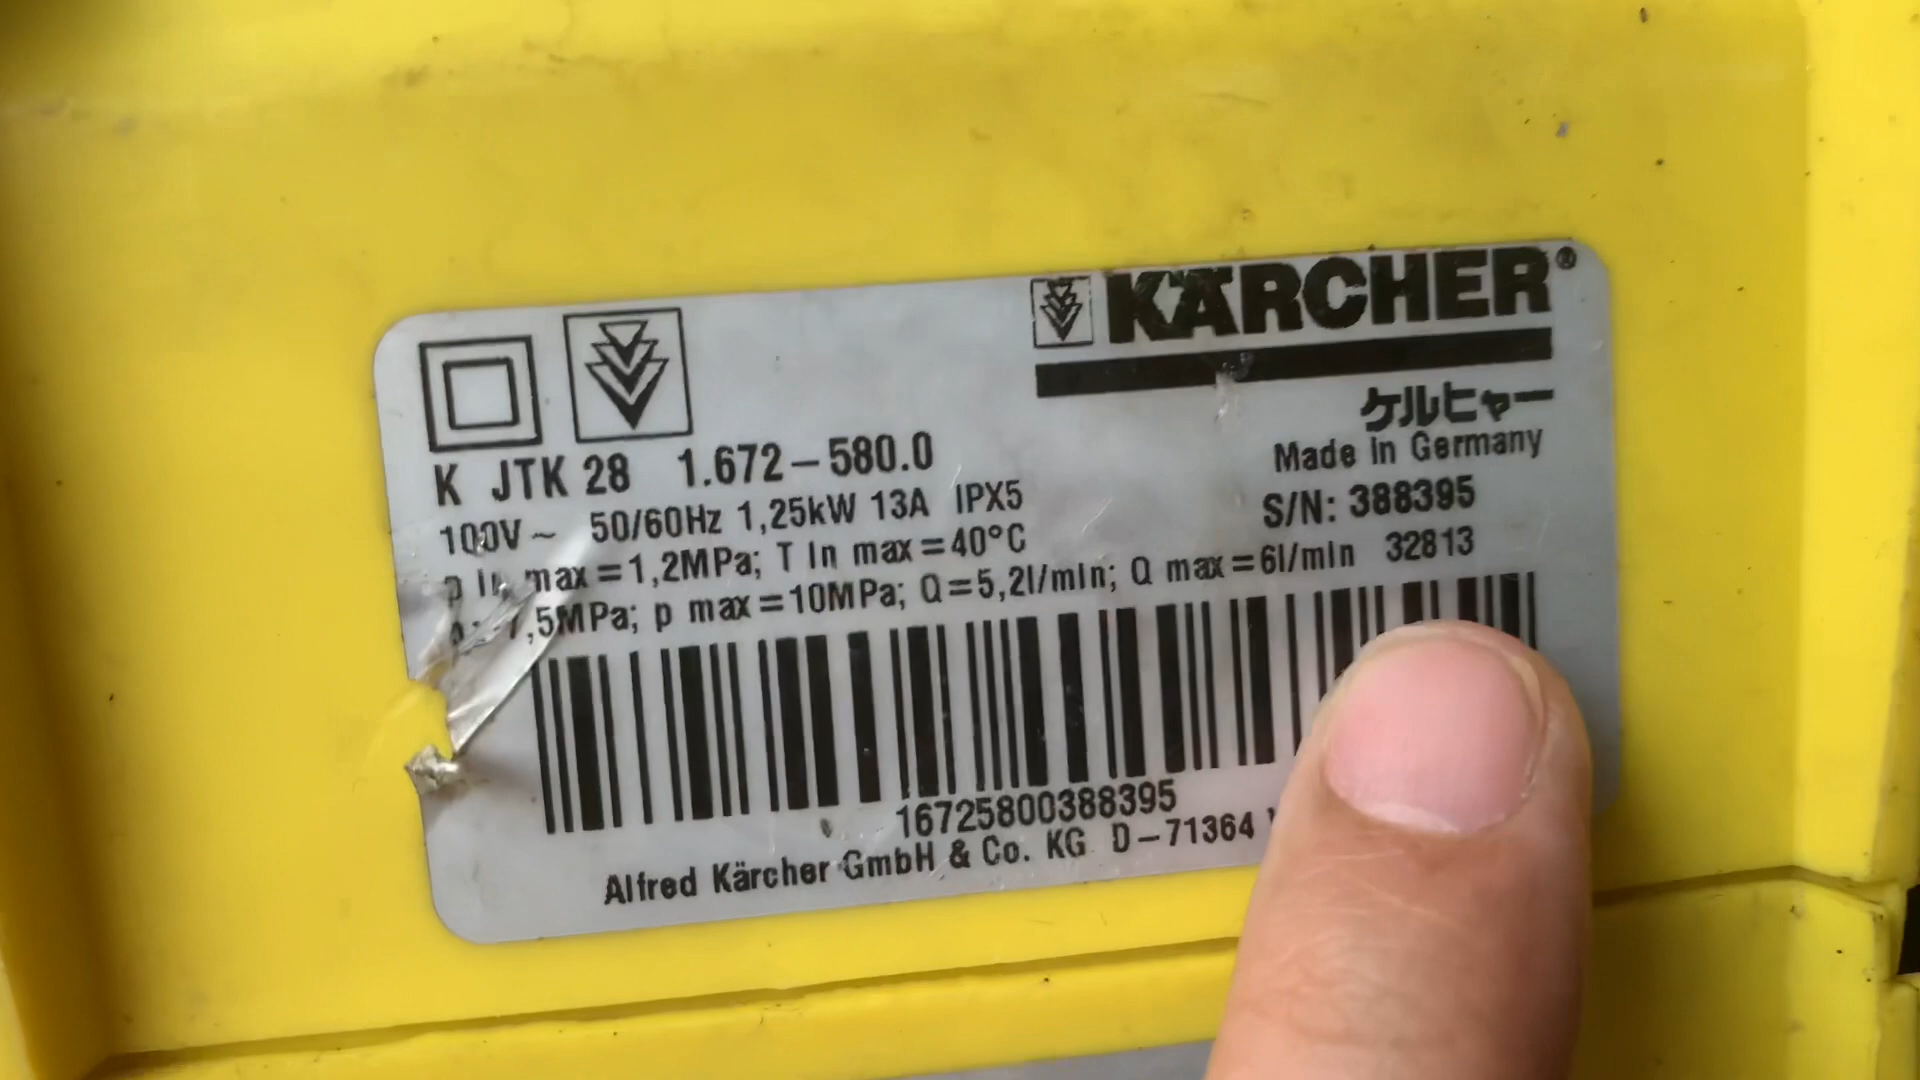 KÄRCHER®
ケルヒャー
Made in Germany
K JTK 28 1.672-580.0
S/N: 388395
100V~ 50/60Hz 1,25kW 13A IPX5
p in max=1,2MPa; T in max=40°C
32813
,5MPa; p max=10MPa; Q=5,2l/min; Q max=6l/min
16725800388395
Alfred Kärcher GmbH & Co. KG D-71364